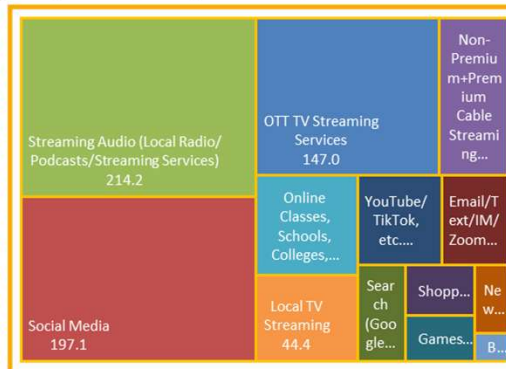 Streaming Audio (Local Radio/
Podcasts/Streaming Services)
214.2
Social Media
197.1
OTT TV Streaming
Services
147.0
Non-
Premiu
m+Prem
ium
Cable
Streami
ng...
Online
Classes,
Schools,
Colleges,...
YouTube/
TikTok,
etc....
Email/T
ext/IM/
Zoom...
Local TV
Streaming
44.4
Sear
ch
(Goo
gle...
Shopp...
Games...
Ne
w...
B...